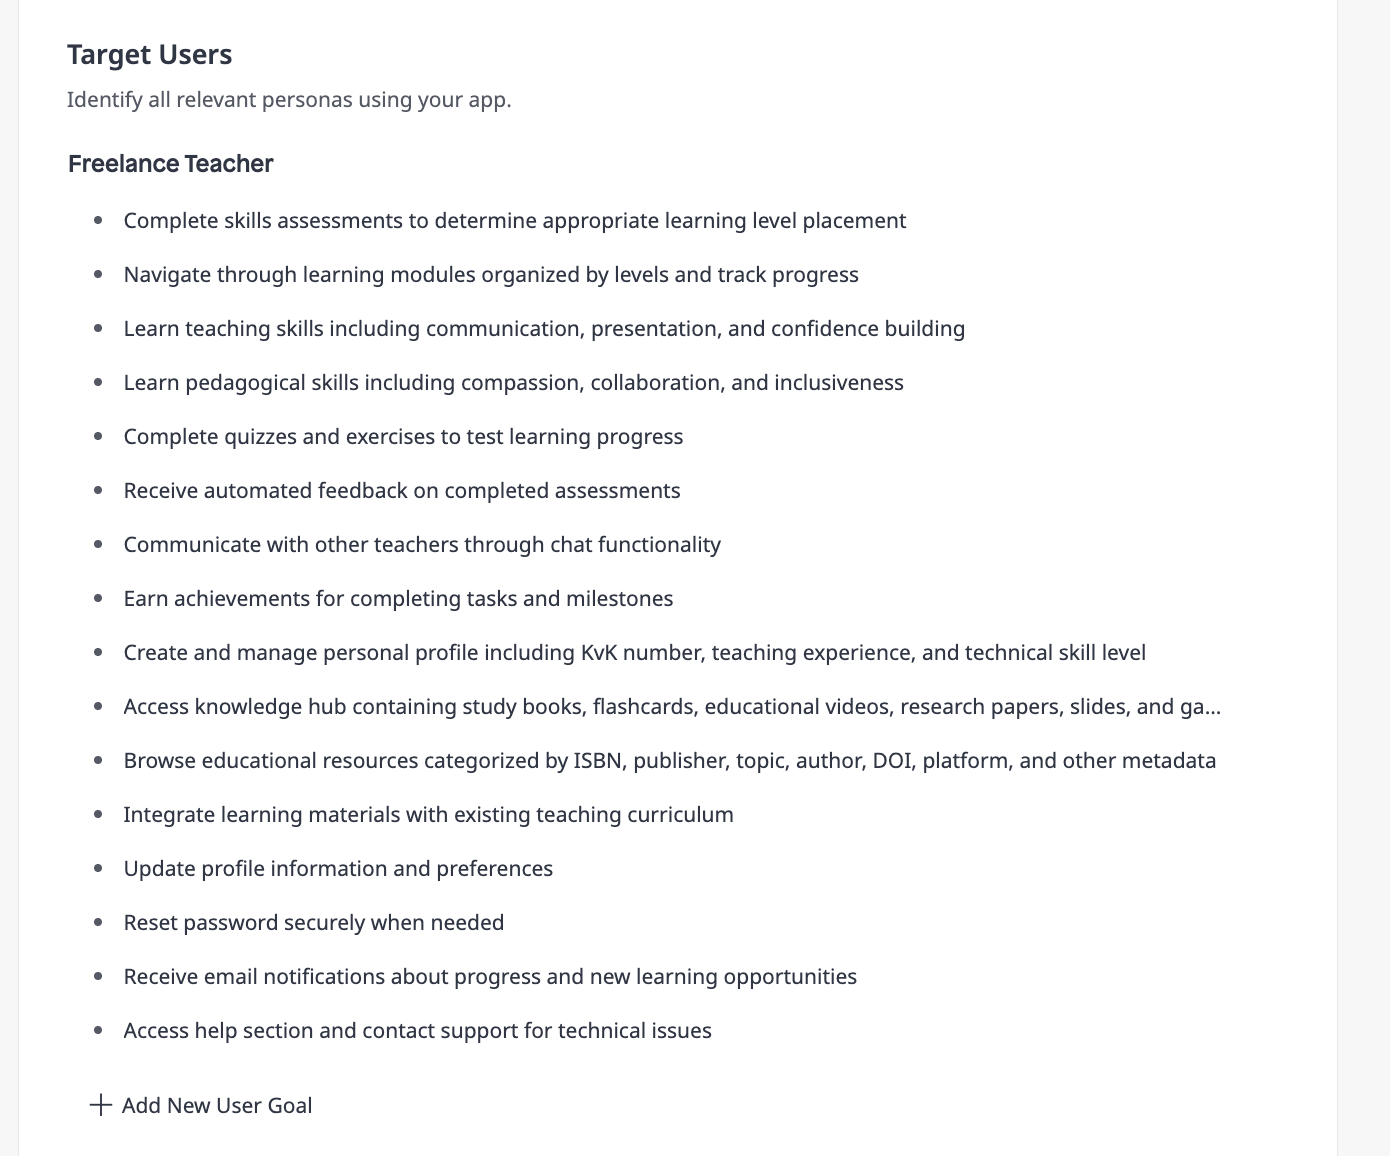 Target Users
Identify all relevant personas using your app.
Freelance Teacher
• Complete skills assessments to determine appropriate learning level placement
• Navigate through learning modules organized by levels and track progress
• Learn teaching skills including communication, presentation, and confidence building
• Learn pedagogical skills including compassion, collaboration, and inclusiveness
• Complete quizzes and exercises to test learning progress
• Receive automated feedback on completed assessments
• Communicate with other teachers through chat functionality
• Earn achievements for completing tasks and milestones
• Create and manage personal profile including KvK number, teaching experience, and technical skill level
• Access knowledge hub containing study books, flashcards, educational videos, research papers, slides, and ga...
• Browse educational resources categorized by ISBN, publisher, topic, author, DOI, platform, and other metadata
• Integrate learning materials with existing teaching curriculum
• Update profile information and preferences
• Reset password securely when needed
• Receive email notifications about progress and new learning opportunities
• Access help section and contact support for technical issues
+ Add New User Goal